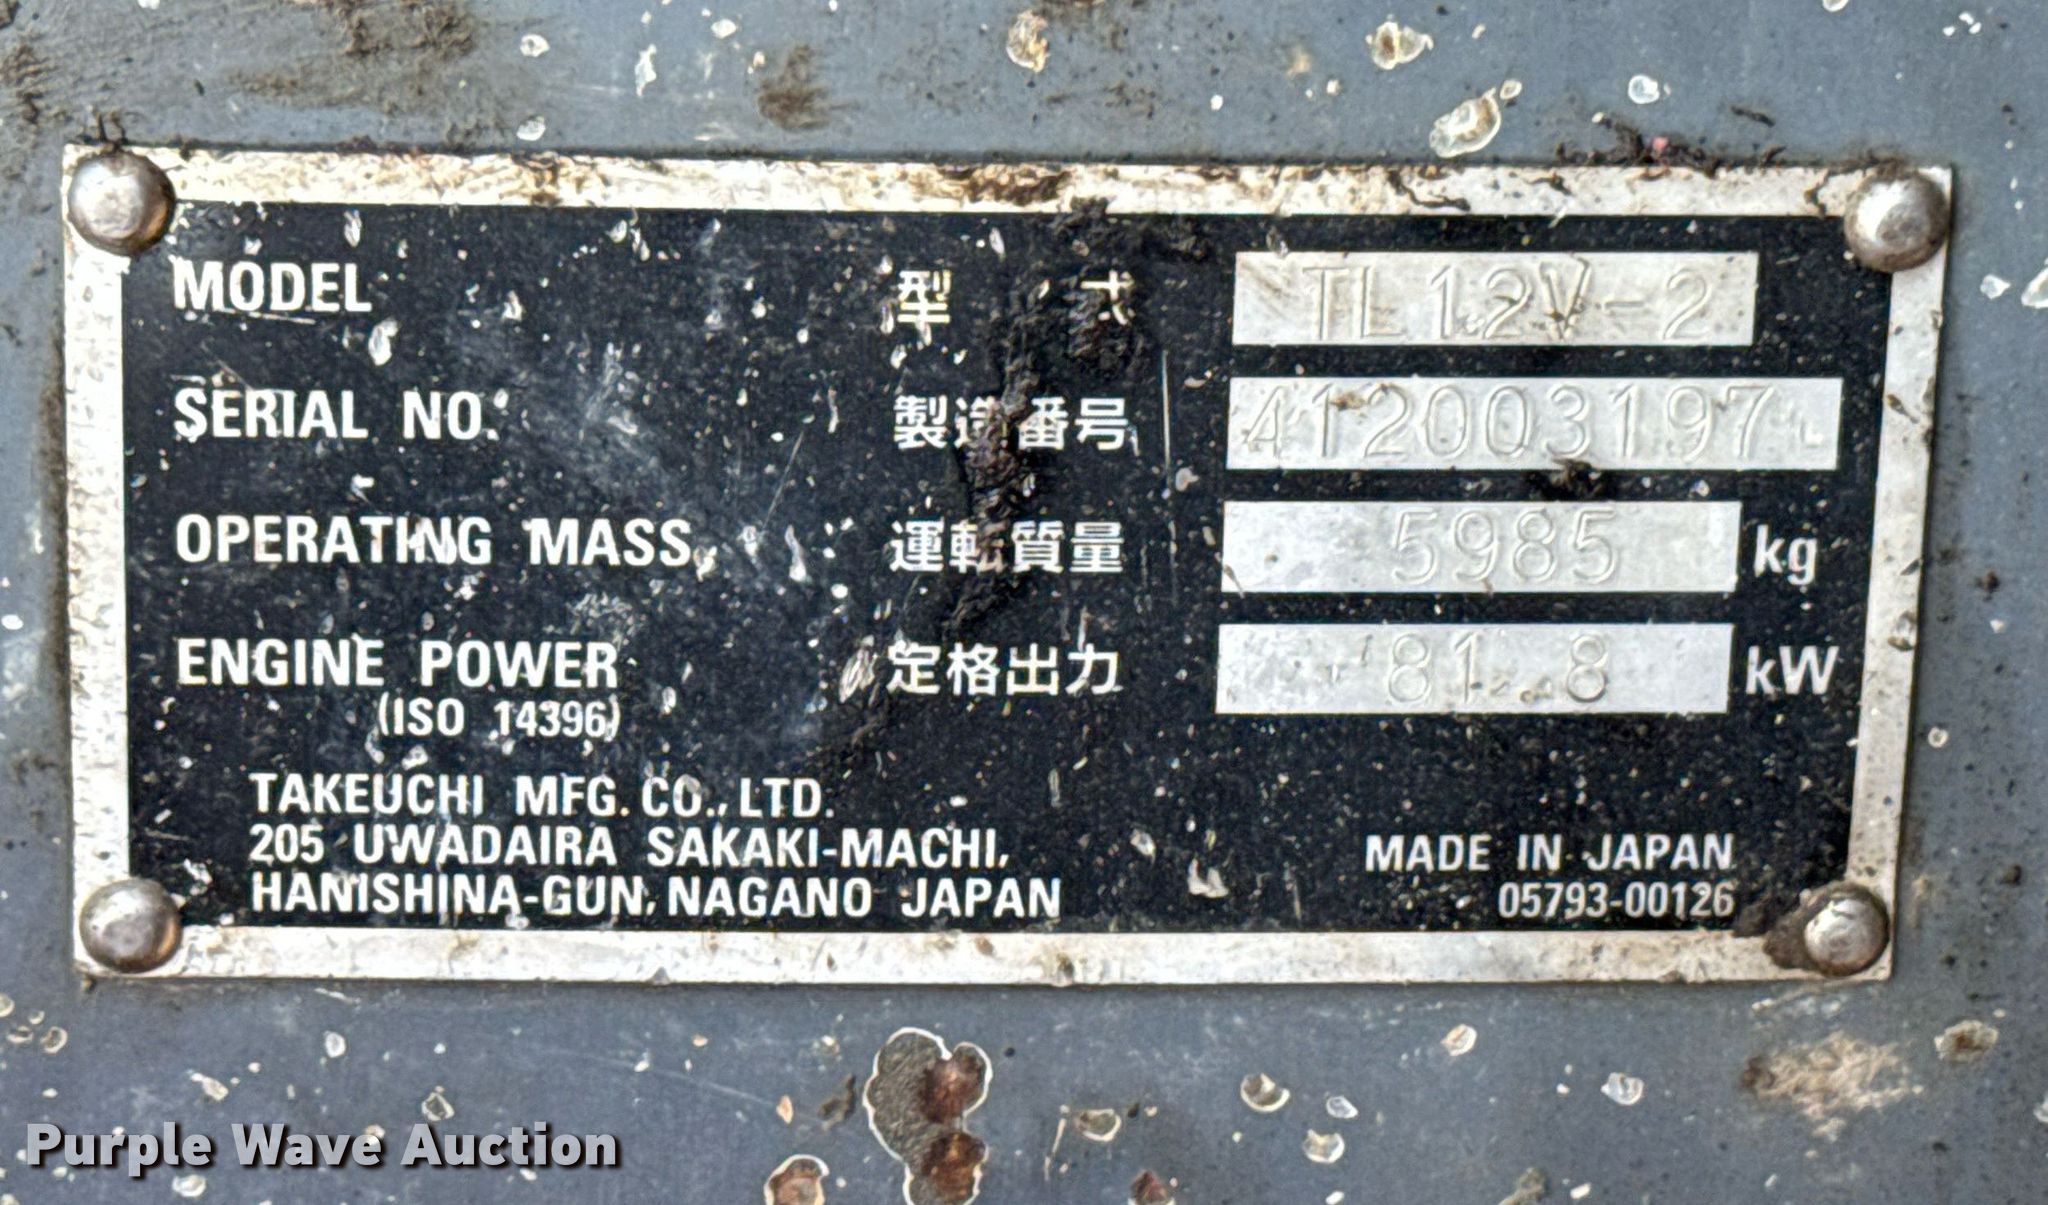 MODEL 型 式 TL12V-2
SERIAL NO. 製造番号 412003197
OPERATING MASS 運転質量 5985 kg
ENGINE POWER 定格出力 81.8 kW
(ISO 14396)
TAKEUCHI MFG. CO., LTD.
205 UWADAIRA SAKAKI-MACHI,
HANISHINA-GUN, NAGANO JAPAN
MADE IN JAPAN
05793-00126
Purple Wave Auction